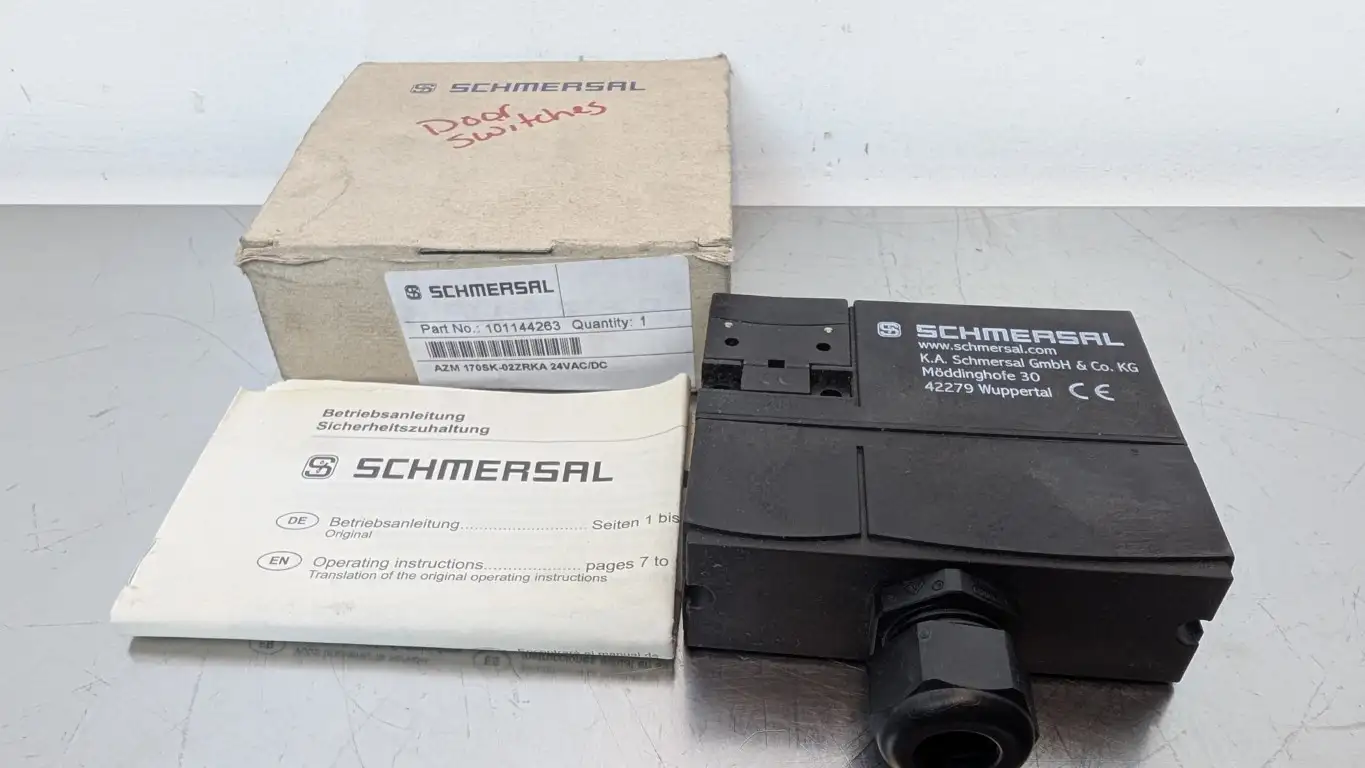 SCHMERSAL
Door
Switches
SCHMERSAL
Part No.: 101144263 Quantity: 1
AZM 170SK-02ZRKA 24VAC/DC
Betriebsanleitung
Sicherheitszuhaltung
SCHMERSAL
DE Betriebsanleitung.............................. Seiten 1 bis
Original
EN Operating instructions........................ pages 7 to
Translation of the original operating instructions
SCHMERSAL
www.schmersal.com
K.A. Schmersal GmbH & Co. KG
Möddinghofe 30
42279 Wuppertal CE